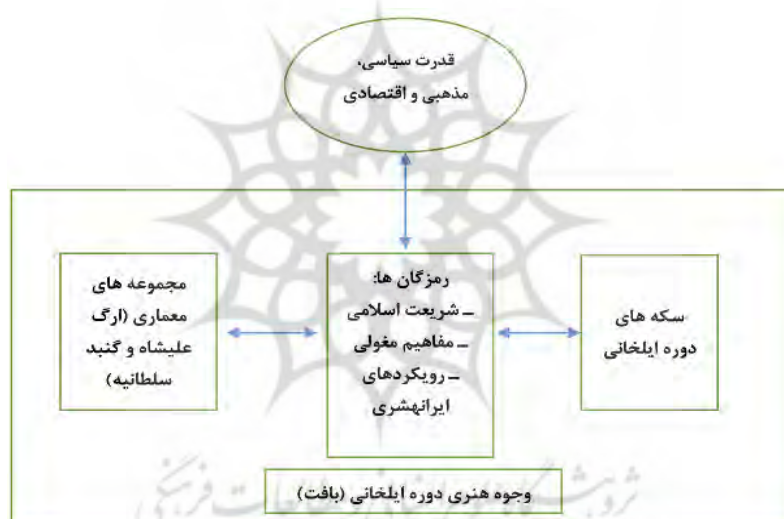 قدرت سیاسی،
مذهبی و اقتصادی
سکه های
دوره ایلخانی
رمزگان ها:
ـ شریعت اسلامی
ـ مفاهیم مغولی
ـ رویکردهای
ایرانهشری
مجموعه های
معماری (ارگ
علیشاه و گنبد
سلطانیه)
وجوه هنری دوره ایلخانی (بافت)